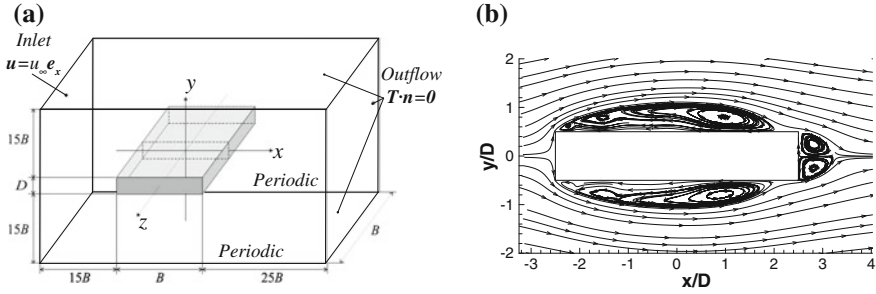 (a)
Inlet
u=u∞eₓ
Outflow
T·n=0
y
x
z
15B
D
15B
Periodic
Periodic
B
15B
B
25B
(b)
y/D
2
1
0
-1
-2
-3
-2
-1
0
1
2
3
4
x/D